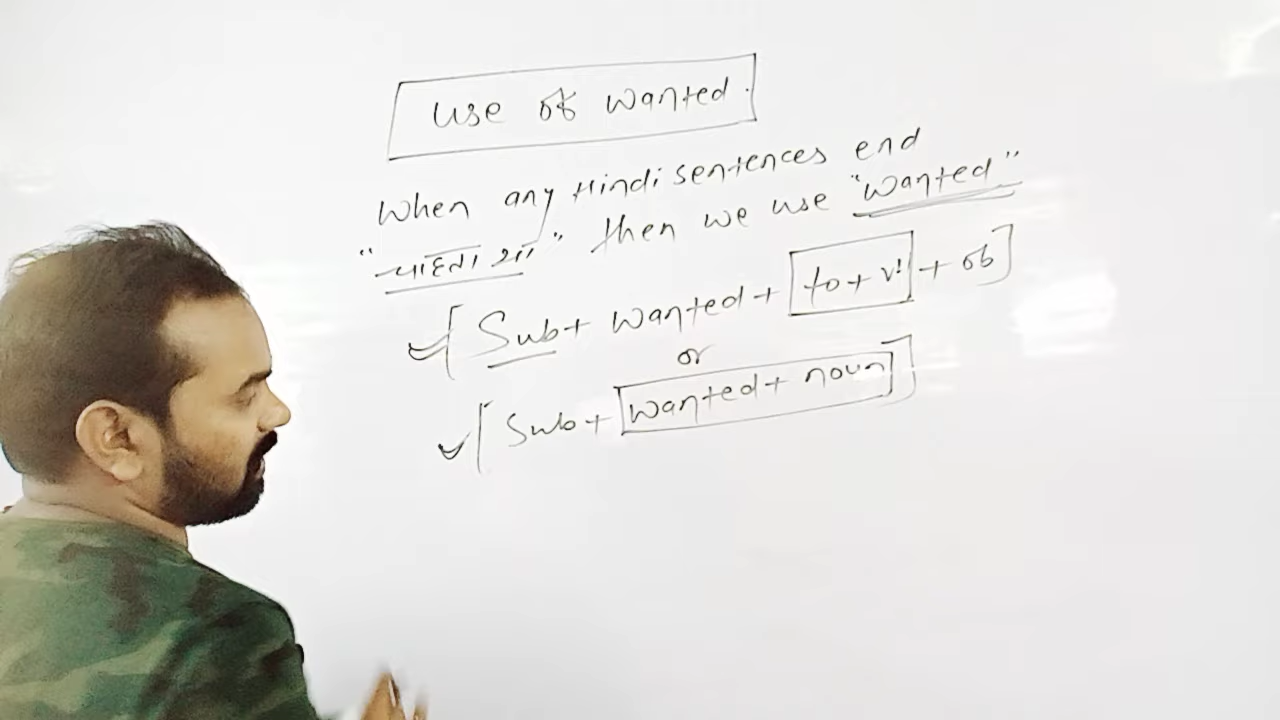 Use of Wanted.
When any Hindi sentences end
"चाहता था" then we use "Wanted"
[Sub + Wanted + to + v¹ + ob]
or
[Sub + Wanted + noun]